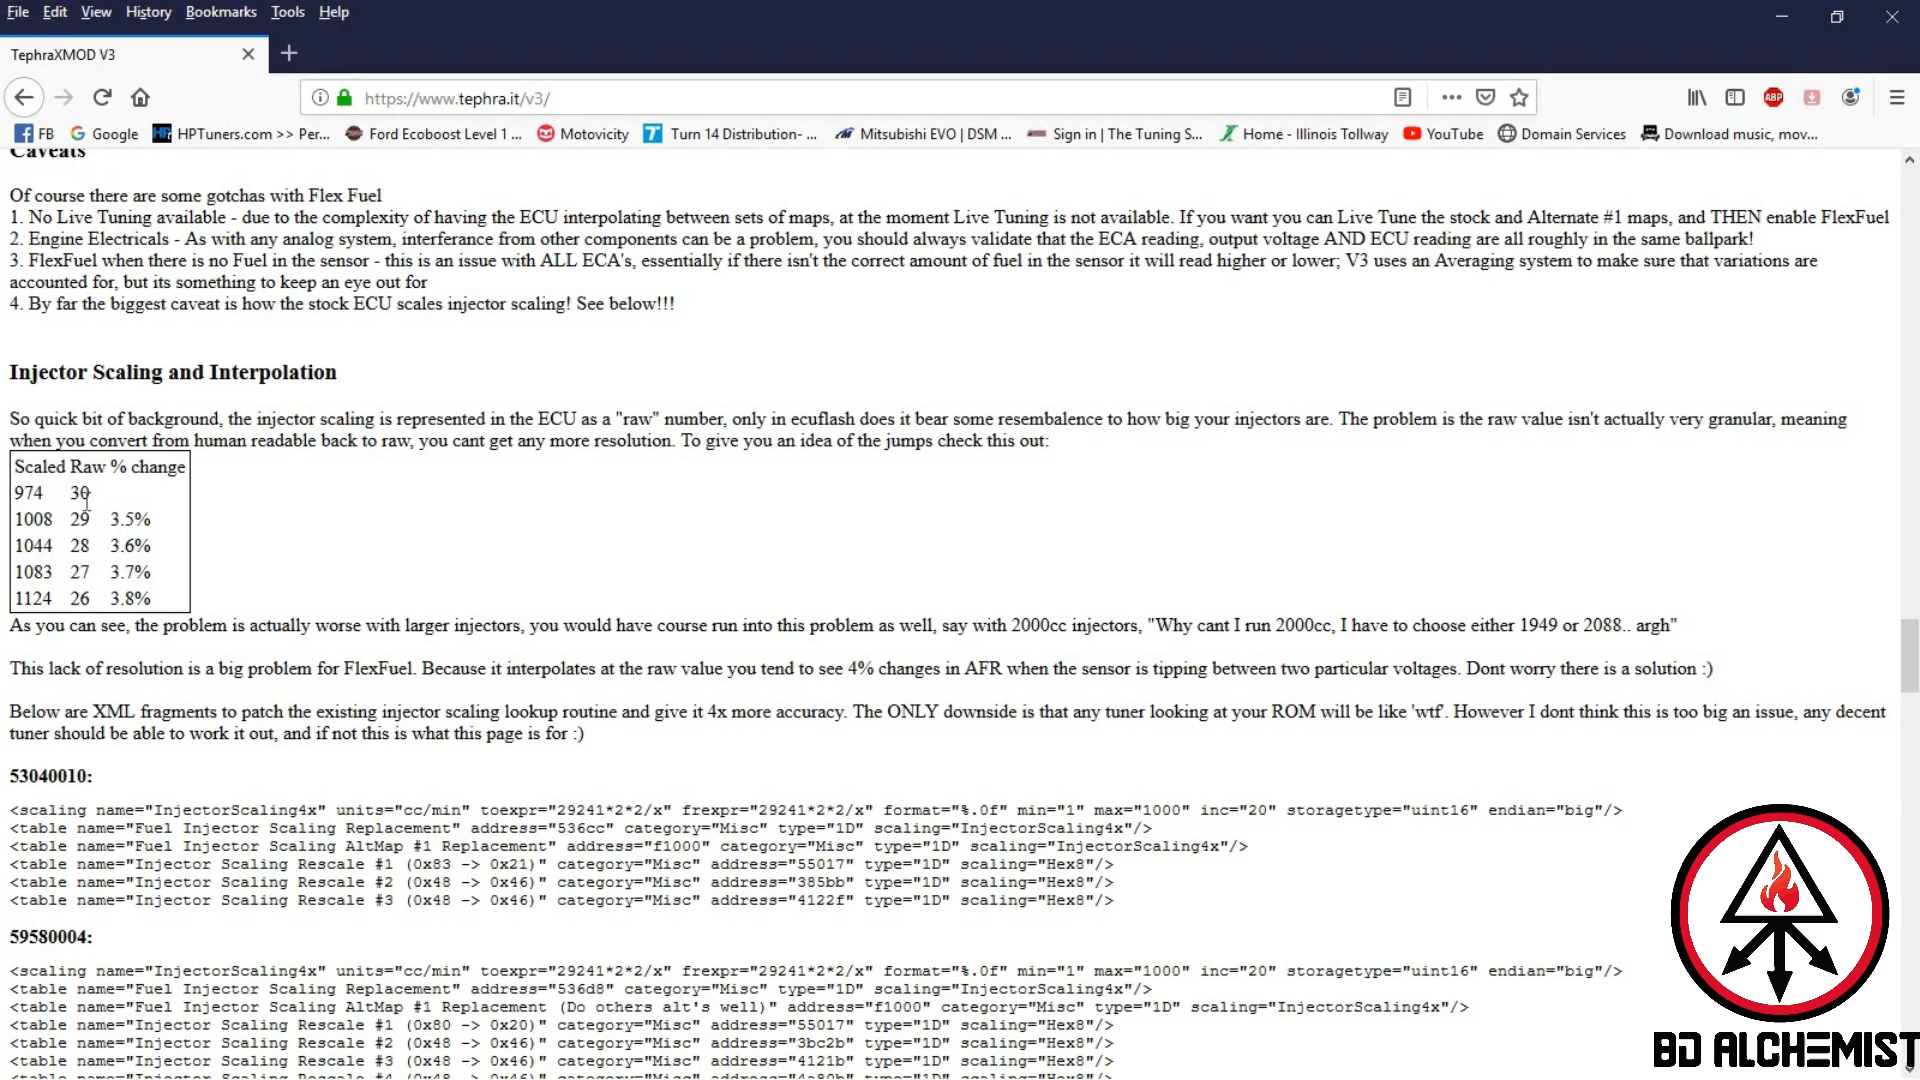 File Edit View History Bookmarks Tools Help
TephraXMOD V3
https://www.tephra.it/v3/
FB Google HPTuners.com >> Per... Ford Ecoboost Level 1 ... Motovicity Turn 14 Distribution- ... Mitsubishi EVO | DSM ... Sign in | The Tuning S... Home - Illinois Tollway YouTube Domain Services Download music, mov...
Caveats
Of course there are some gotchas with Flex Fuel
1. No Live Tuning available - due to the complexity of having the ECU interpolating between sets of maps, at the moment Live Tuning is not available. If you want you can Live Tune the stock and Alternate #1 maps, and THEN enable FlexFuel
2. Engine Electricals - As with any analog system, interferance from other components can be a problem, you should always validate that the ECA reading, output voltage AND ECU reading are all roughly in the same ballpark!
3. FlexFuel when there is no Fuel in the sensor - this is an issue with ALL ECA's, essentially if there isn't the correct amount of fuel in the sensor it will read higher or lower; V3 uses an Averaging system to make sure that variations are
accounted for, but its something to keep an eye out for
4. By far the biggest caveat is how the stock ECU scales injector scaling! See below!!!
Injector Scaling and Interpolation
So quick bit of background, the injector scaling is represented in the ECU as a "raw" number, only in ecuflash does it bear some resembalence to how big your injectors are. The problem is the raw value isn't actually very granular, meaning
when you convert from human readable back to raw, you cant get any more resolution. To give you an idea of the jumps check this out:
Scaled Raw % change
974 30
1008 29 3.5%
1044 28 3.6%
1083 27 3.7%
1124 26 3.8%
As you can see, the problem is actually worse with larger injectors, you would have course run into this problem as well, say with 2000cc injectors, "Why cant I run 2000cc, I have to choose either 1949 or 2088.. argh"
This lack of resolution is a big problem for FlexFuel. Because it interpolates at the raw value you tend to see 4% changes in AFR when the sensor is tipping between two particular voltages. Dont worry there is a solution :)
Below are XML fragments to patch the existing injector scaling lookup routine and give it 4x more accuracy. The ONLY downside is that any tuner looking at your ROM will be like 'wtf'. However I dont think this is too big an issue, any decent
tuner should be able to work it out, and if not this is what this page is for :)
53040010:
<scaling name="InjectorScaling4x" units="cc/min" toexpr="29241*2*2/x" frexpr="29241*2*2/x" format="%.0f" min="1" max="1000" inc="20" storagetype="uint16" endian="big"/>
<table name="Fuel Injector Scaling Replacement" address="536cc" category="Misc" type="1D" scaling="InjectorScaling4x"/>
<table name="Fuel Injector Scaling AltMap #1 Replacement" address="f1000" category="Misc" type="1D" scaling="InjectorScaling4x"/>
<table name="Injector Scaling Rescale #1 (0x83 -> 0x21)" category="Misc" address="55017" type="1D" scaling="Hex8"/>
<table name="Injector Scaling Rescale #2 (0x48 -> 0x46)" category="Misc" address="385bb" type="1D" scaling="Hex8"/>
<table name="Injector Scaling Rescale #3 (0x48 -> 0x46)" category="Misc" address="4122f" type="1D" scaling="Hex8"/>
59580004:
<scaling name="InjectorScaling4x" units="cc/min" toexpr="29241*2*2/x" frexpr="29241*2*2/x" format="%.0f" min="1" max="1000" inc="20" storagetype="uint16" endian="big"/>
<table name="Fuel Injector Scaling Replacement" address="536d8" category="Misc" type="1D" scaling="InjectorScaling4x"/>
<table name="Fuel Injector Scaling AltMap #1 Replacement (Do others alt's well)" address="f1000" category="Misc" type="1D" scaling="InjectorScaling4x"/>
<table name="Injector Scaling Rescale #1 (0x80 -> 0x20)" category="Misc" address="55017" type="1D" scaling="Hex8"/>
<table name="Injector Scaling Rescale #2 (0x48 -> 0x46)" category="Misc" address="3bc2b" type="1D" scaling="Hex8"/>
<table name="Injector Scaling Rescale #3 (0x48 -> 0x46)" category="Misc" address="4121b" type="1D" scaling="Hex8"/>
BD ALCHEMIST